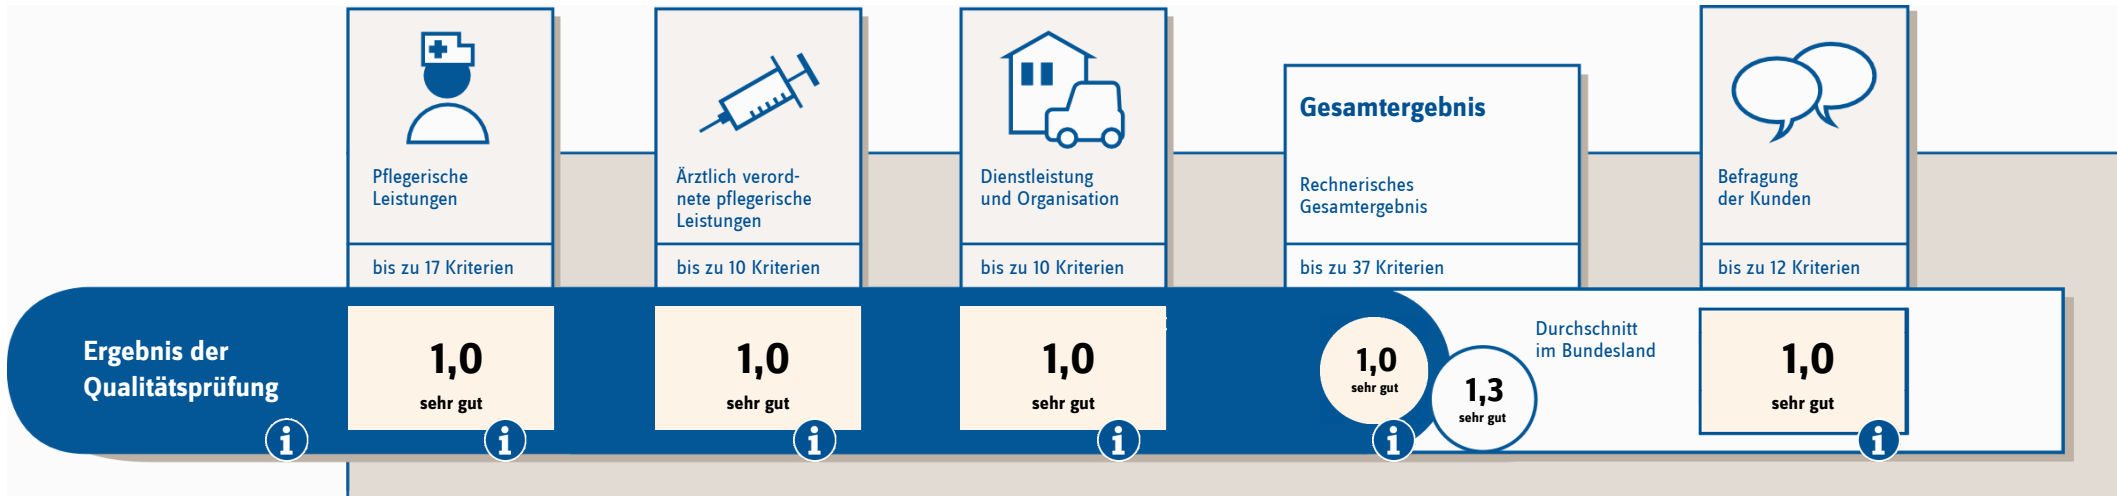 Pflegerische
Leistungen
bis zu 17 Kriterien
Ärztlich verord-
nete pflegerische
Leistungen
bis zu 10 Kriterien
Dienstleistung
und Organisation
bis zu 10 Kriterien
Gesamtergebnis
Rechnerisches
Gesamtergebnis
bis zu 37 Kriterien
Befragung
der Kunden
bis zu 12 Kriterien
Ergebnis der
Qualitätsprüfung
i
1,0
sehr gut
i
1,0
sehr gut
i
1,0
sehr gut
i
1,0
sehr gut
i
1,3
sehr gut
Durchschnitt
im Bundesland
1,0
sehr gut
i